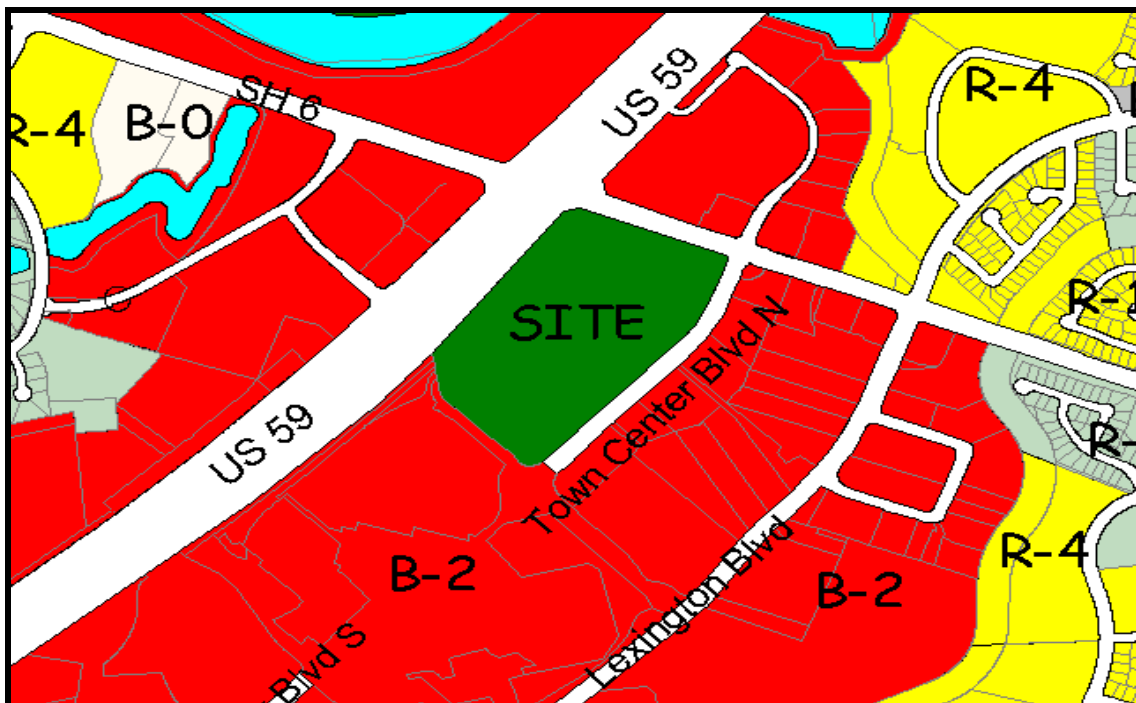 SH 6
US 59
R-4
R-4
B-0
SITE
Town Center Blvd N
US 59
B-2
B-2
R-4
Blvd S
Lexington Blvd